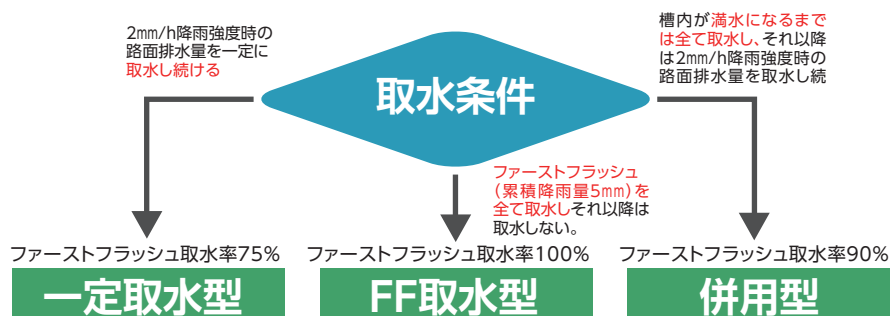 2mm/h降雨強度時の
路面排水量を一定に
取水し続ける
取水条件
槽内が満水になるまで
は全て取水し、それ以降
は2mm/h降雨強度時の
路面排水量を取水し続
ファーストフラッシュ
(累積降雨量5mm)を
全て取水しそれ以降は
取水しない。
ファーストフラッシュ取水率75%
一定取水型
ファーストフラッシュ取水率100%
FF取水型
ファーストフラッシュ取水率90%
併用型